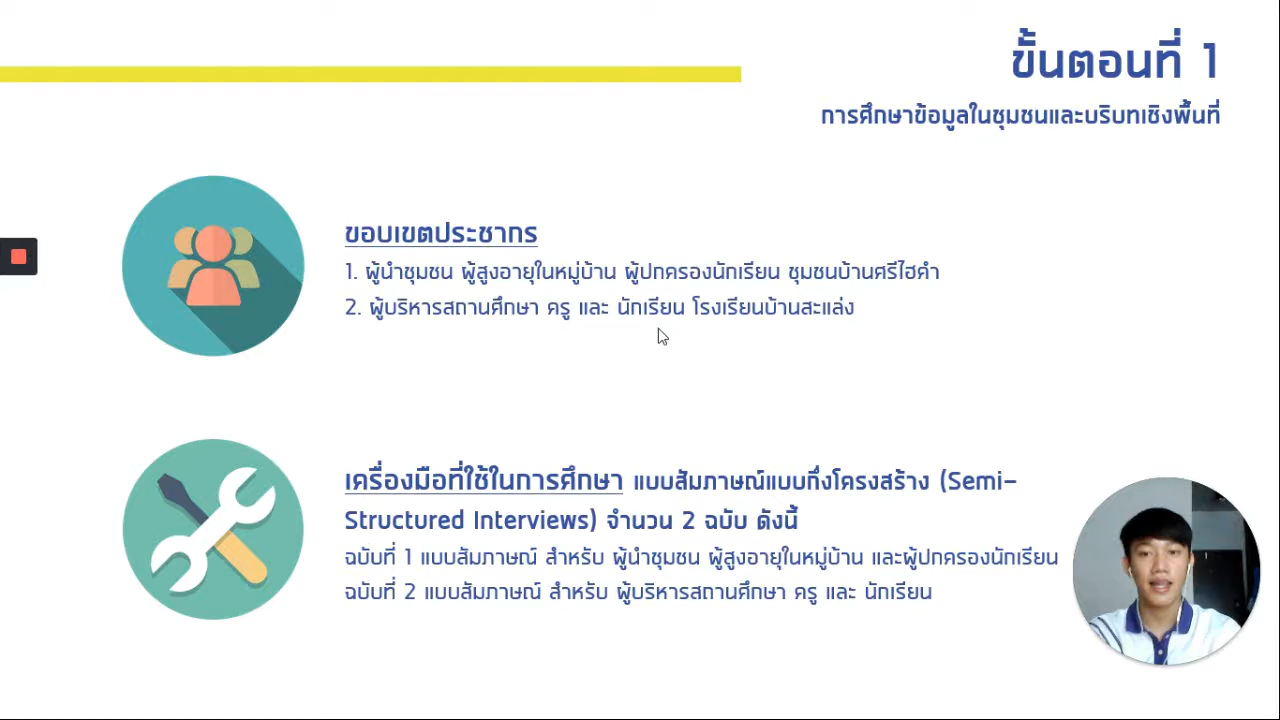 ขั้นตอนที่ 1
การศึกษาข้อมูลในชุมชนและบริบทเชิงพื้นที่
ขอบเขตประชากร
1. ผู้นำชุมชน ผู้สูงอายุในหมู่บ้าน ผู้ปกครองนักเรียน ชุมชนบ้านศรีไฮคำ
2. ผู้บริหารสถานศึกษา ครู และ นักเรียน โรงเรียนบ้านสะแล่ง
เครื่องมือที่ใช้ในการศึกษา แบบสัมภาษณ์แบบกึ่งโครงสร้าง (Semi-
Structured Interviews) จำนวน 2 ฉบับ ดังนี้
ฉบับที่ 1 แบบสัมภาษณ์ สำหรับ ผู้นำชุมชน ผู้สูงอายุในหมู่บ้าน และผู้ปกครองนักเรียน
ฉบับที่ 2 แบบสัมภาษณ์ สำหรับ ผู้บริหารสถานศึกษา ครู และ นักเรียน